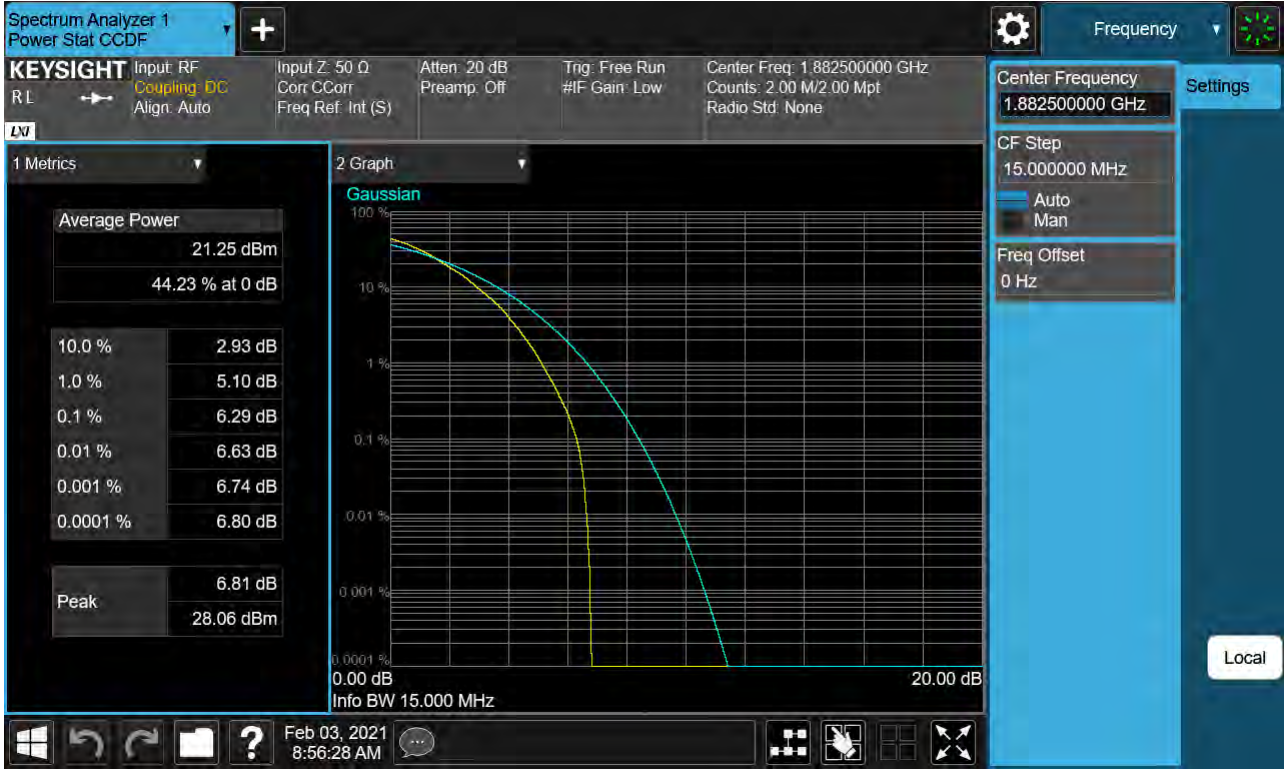 Spectrum Analyzer 1
Power Stat CCDF
Frequency
KEYSIGHT
RL
LXI
Input: RF
Coupling: DC
Align: Auto
Input Z: 50 Ω
Corr CCorr
Freq Ref: Int (S)
Atten: 20 dB
Preamp: Off
Trig: Free Run
#IF Gain: Low
Center Freq: 1.882500000 GHz
Counts: 2.00 M/2.00 Mpt
Radio Std: None
Center Frequency
1.882500000 GHz
Settings
CF Step
15.000000 MHz
Auto
Man
Freq Offset
0 Hz
1 Metrics
Average Power
21.25 dBm
44.23 % at 0 dB
10.0 % 2.93 dB
1.0 % 5.10 dB
0.1 % 6.29 dB
0.01 % 6.63 dB
0.001 % 6.74 dB
0.0001 % 6.80 dB
Peak
6.81 dB
28.06 dBm
2 Graph
Gaussian
100 %
10 %
1 %
0.1 %
0.01 %
0.001 %
0.0001 %
0.00 dB
20.00 dB
Info BW 15.000 MHz
Local
?
Feb 03, 2021
8:56:28 AM